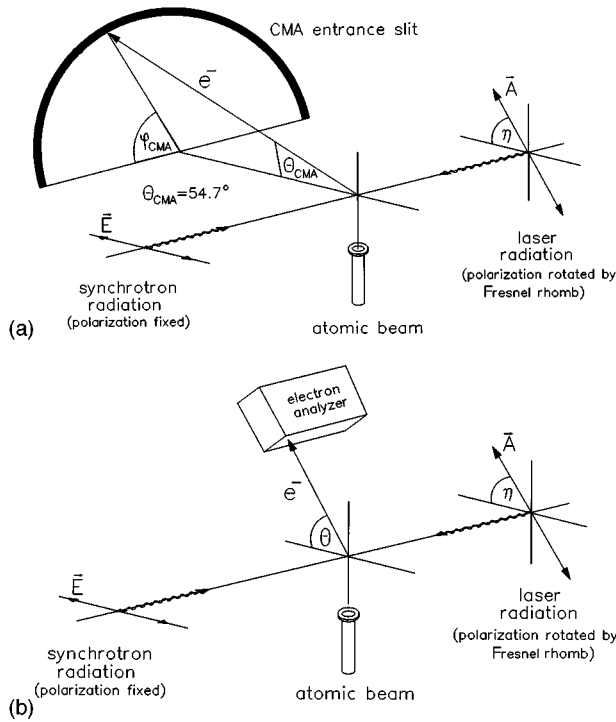 CMA entrance slit
e⁻
φCMA
ΘCMA
ΘCMA=54.7°
A⃗
η
E⃗
synchrotron
radiation
(polarization fixed)
atomic beam
laser
radiation
(polarization rotated by
Fresnel rhomb)
(a)
electron
analyzer
e⁻
Θ
A⃗
η
E⃗
synchrotron
radiation
(polarization fixed)
atomic beam
laser
radiation
(polarization rotated by
Fresnel rhomb)
(b)